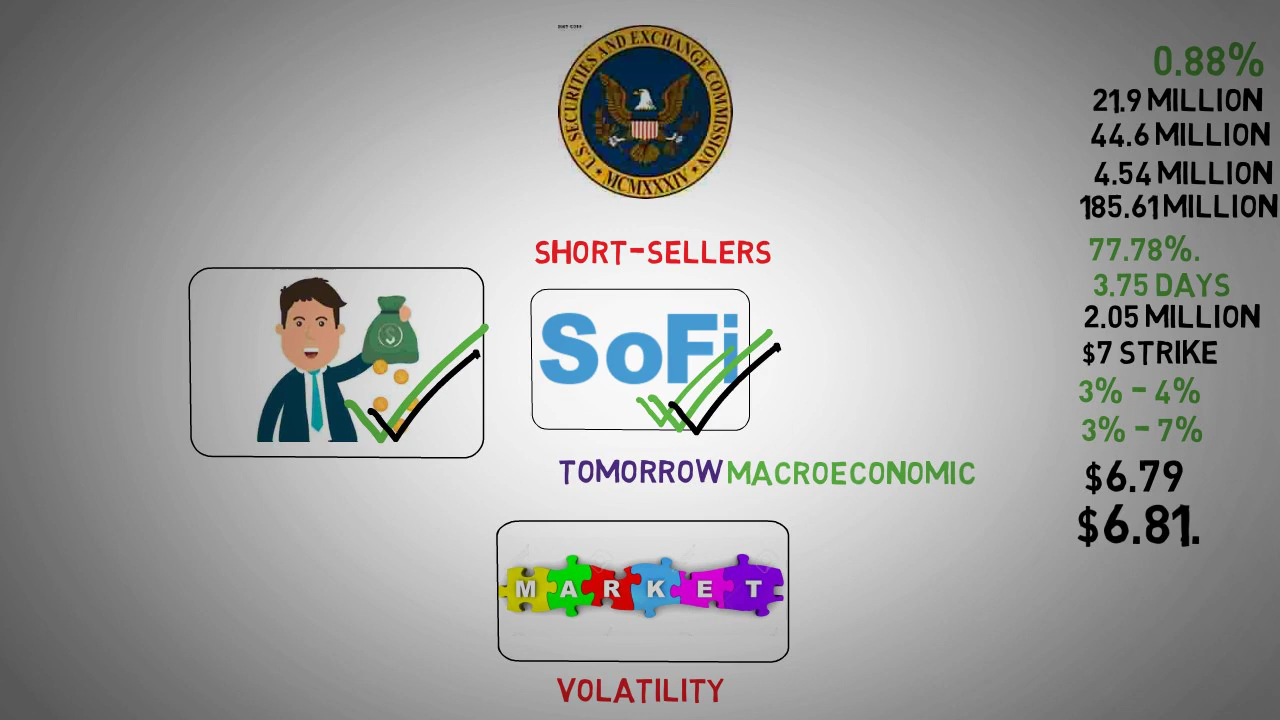 U.S. SECURITIES AND EXCHANGE COMMISSION
MCMXXXIV
SHORT-SELLERS
$
SoFi
TOMORROW MACROECONOMIC
MARKET
VOLATILITY
0.88%
21.9 MILLION
44.6 MILLION
4.54 MILLION
185.61 MILLION
77.78%.
3.75 DAYS
2.05 MILLION
$7 STRIKE
3% - 4%
3% - 7%
$6.79
$6.81.